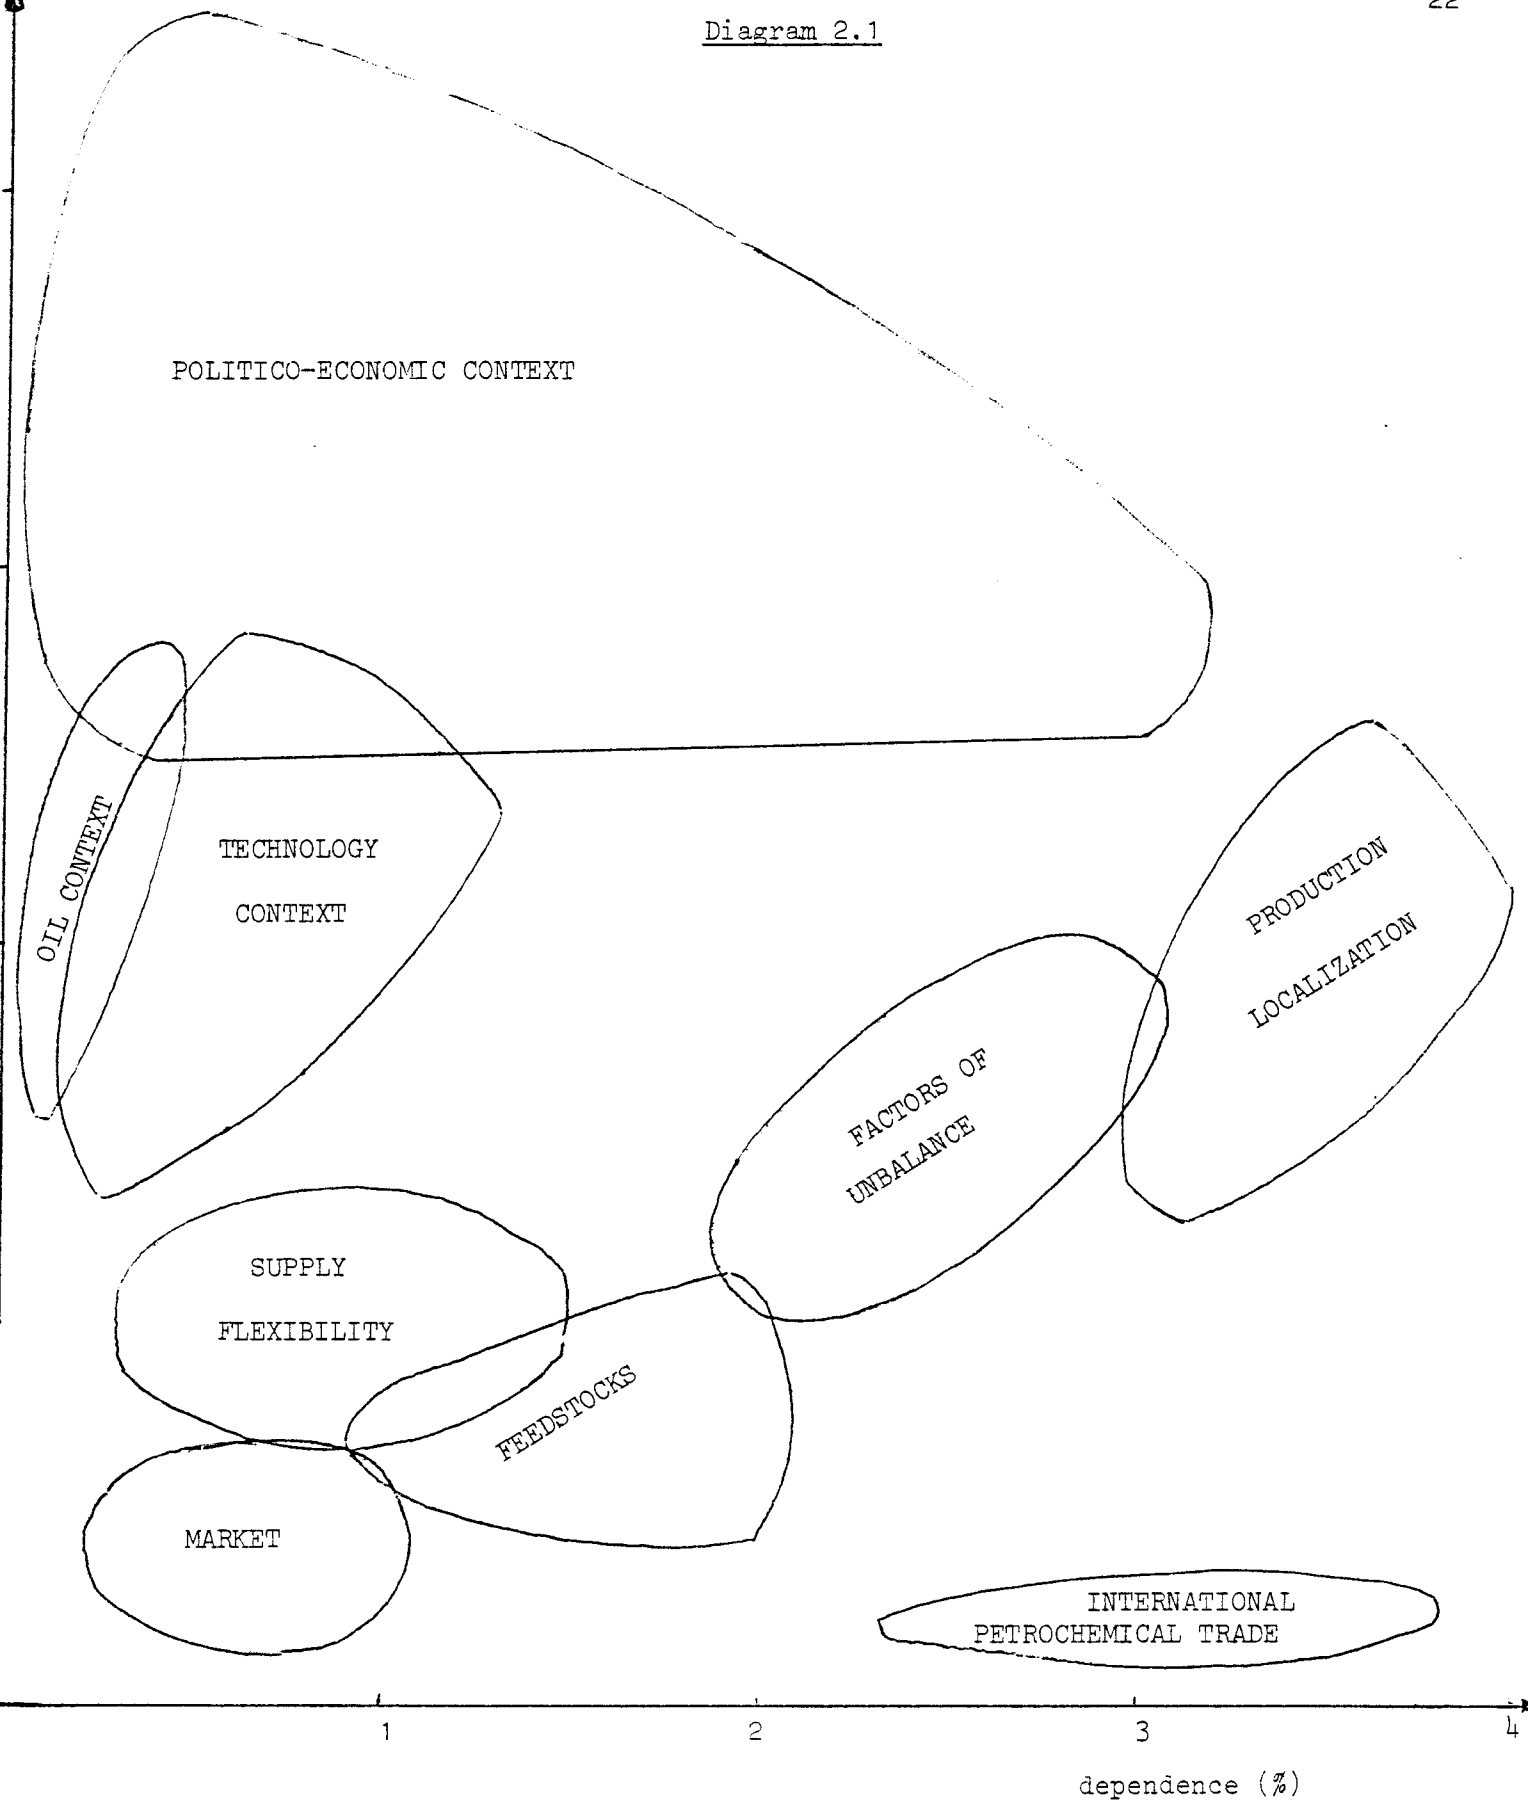 22
Diagram 2.1
POLITICO-ECONOMIC CONTEXT
OIL CONTEXT
TECHNOLOGY
CONTEXT
PRODUCTION
LOCALIZATION
FACTORS OF
UNBALANCE
SUPPLY
FLEXIBILITY
FEEDSTOCKS
MARKET
INTERNATIONAL
PETROCHEMICAL TRADE
1 2 3 4
dependence (%)